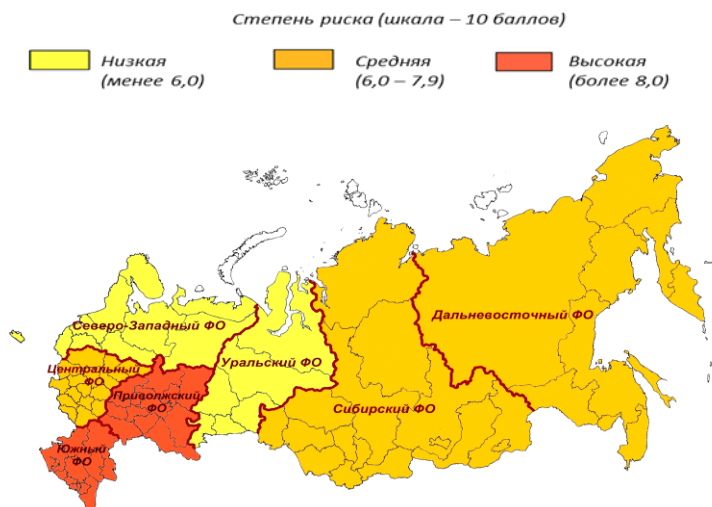 Степень риска (шкала – 10 баллов)
Низкая
(менее 6,0)
Средняя
(6,0 – 7,9)
Высокая
(более 8,0)
Дальневосточный ФО
Северо-Западный ФО
Уральский ФО
Центральный
ФО
Приволжский
ФО
Сибирский ФО
Южный
ФО